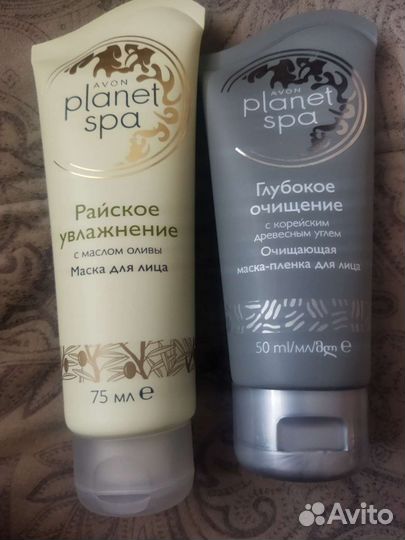 AVON
planet
spa
Райское
увлажнение
с маслом оливы
Маска для лица
75 мл e
AVON
planet
spa
Глубокое
очищение
с корейским
древесным углем
Очищающая
маска-пленка для лица
50 ml/мл/მლ e
Avito